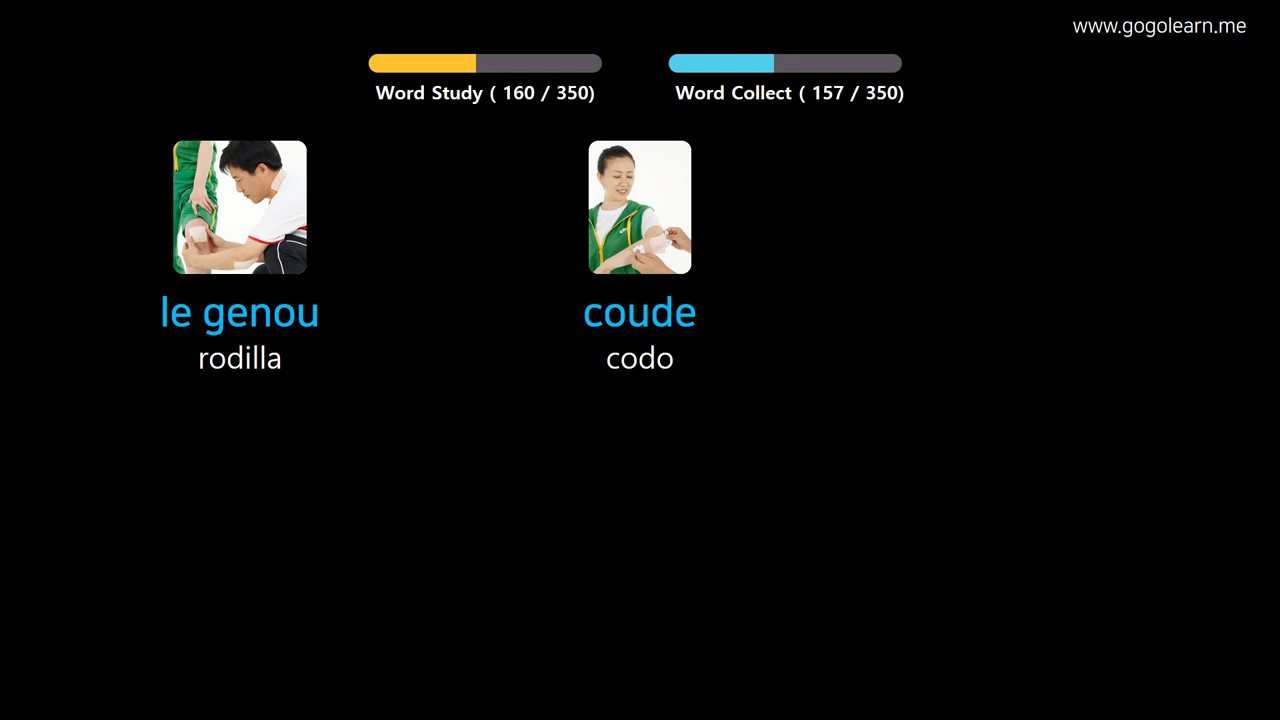 www.gogolearn.me
Word Study ( 160 / 350)
Word Collect ( 157 / 350)
le genou
rodilla
coude
codo